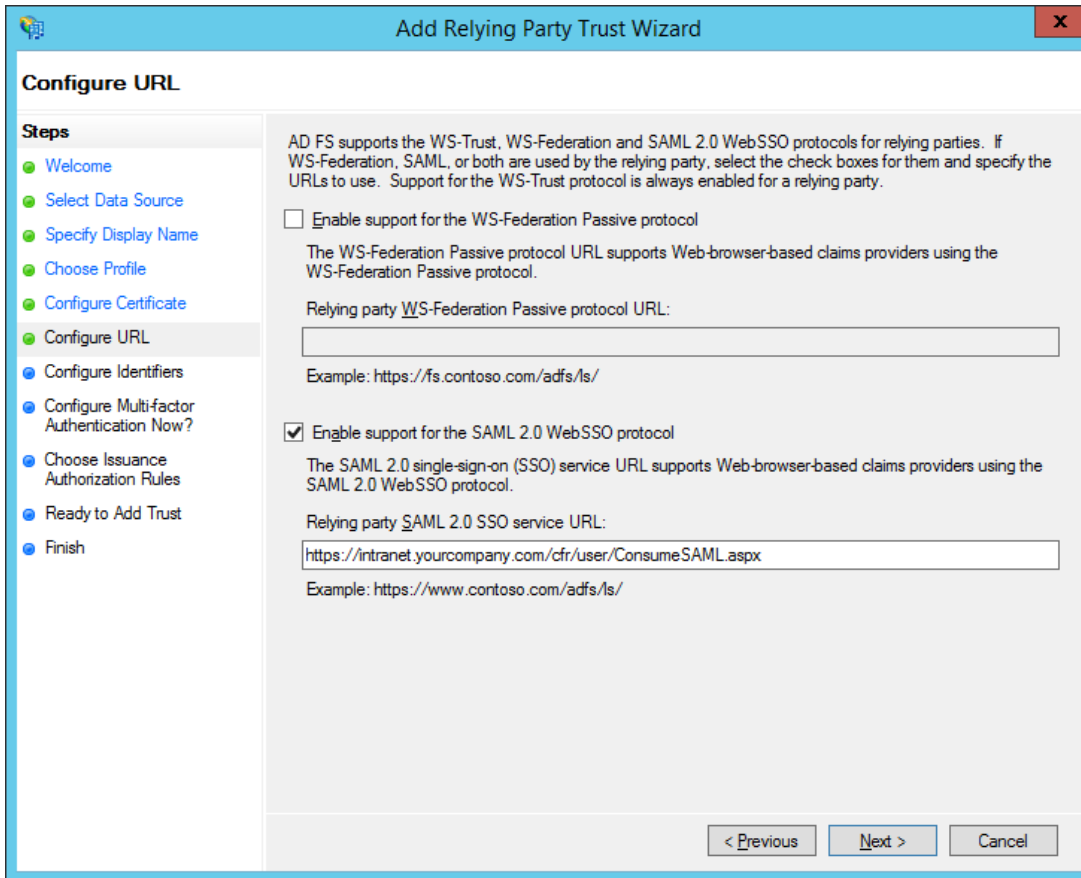 Add Relying Party Trust Wizard
x
Configure URL
Steps
Welcome
Select Data Source
Specify Display Name
Choose Profile
Configure Certificate
Configure URL
Configure Identifiers
Configure Multi-factor
Authentication Now?
Choose Issuance
Authorization Rules
Ready to Add Trust
Finish
AD FS supports the WS-Trust, WS-Federation and SAML 2.0 WebSSO protocols for relying parties. If
WS-Federation, SAML, or both are used by the relying party, select the check boxes for them and specify the
URLs to use. Support for the WS-Trust protocol is always enabled for a relying party.
Enable support for the WS-Federation Passive protocol
The WS-Federation Passive protocol URL supports Web-browser-based claims providers using the
WS-Federation Passive protocol.
Relying party WS-Federation Passive protocol URL:
Example: https://fs.contoso.com/adfs/ls/
Enable support for the SAML 2.0 WebSSO protocol
The SAML 2.0 single-sign-on (SSO) service URL supports Web-browser-based claims providers using the
SAML 2.0 WebSSO protocol.
Relying party SAML 2.0 SSO service URL:
https://intranet.yourcompany.com/cfr/user/ConsumeSAML.aspx
Example: https://www.contoso.com/adfs/ls/
< Previous
Next >
Cancel